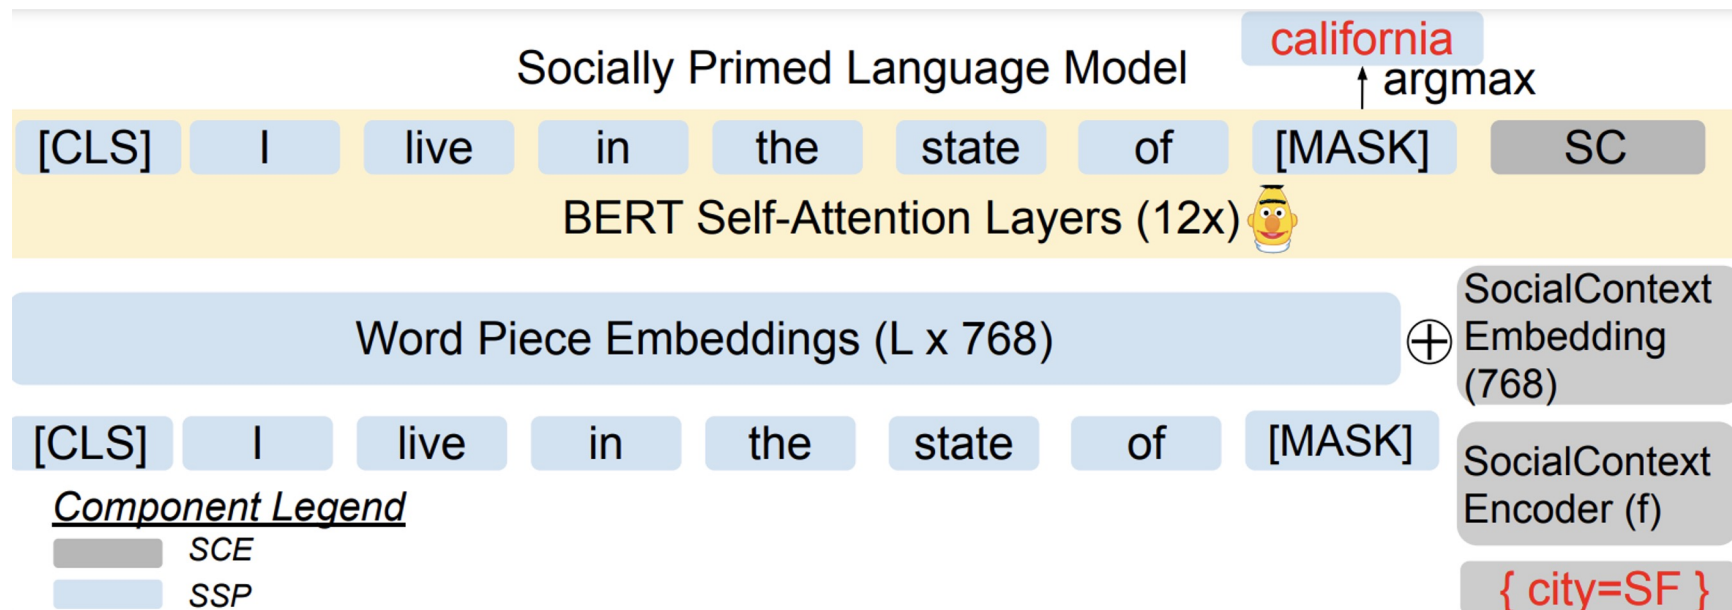 california
Socially Primed Language Model
argmax
[CLS] I live in the state of [MASK] SC
BERT Self-Attention Layers (12x)
Word Piece Embeddings (L x 768)
SocialContext
Embedding
(768)
[CLS] I live in the state of [MASK]
SocialContext
Encoder (f)
{ city=SF }
Component Legend
SCE
SSP